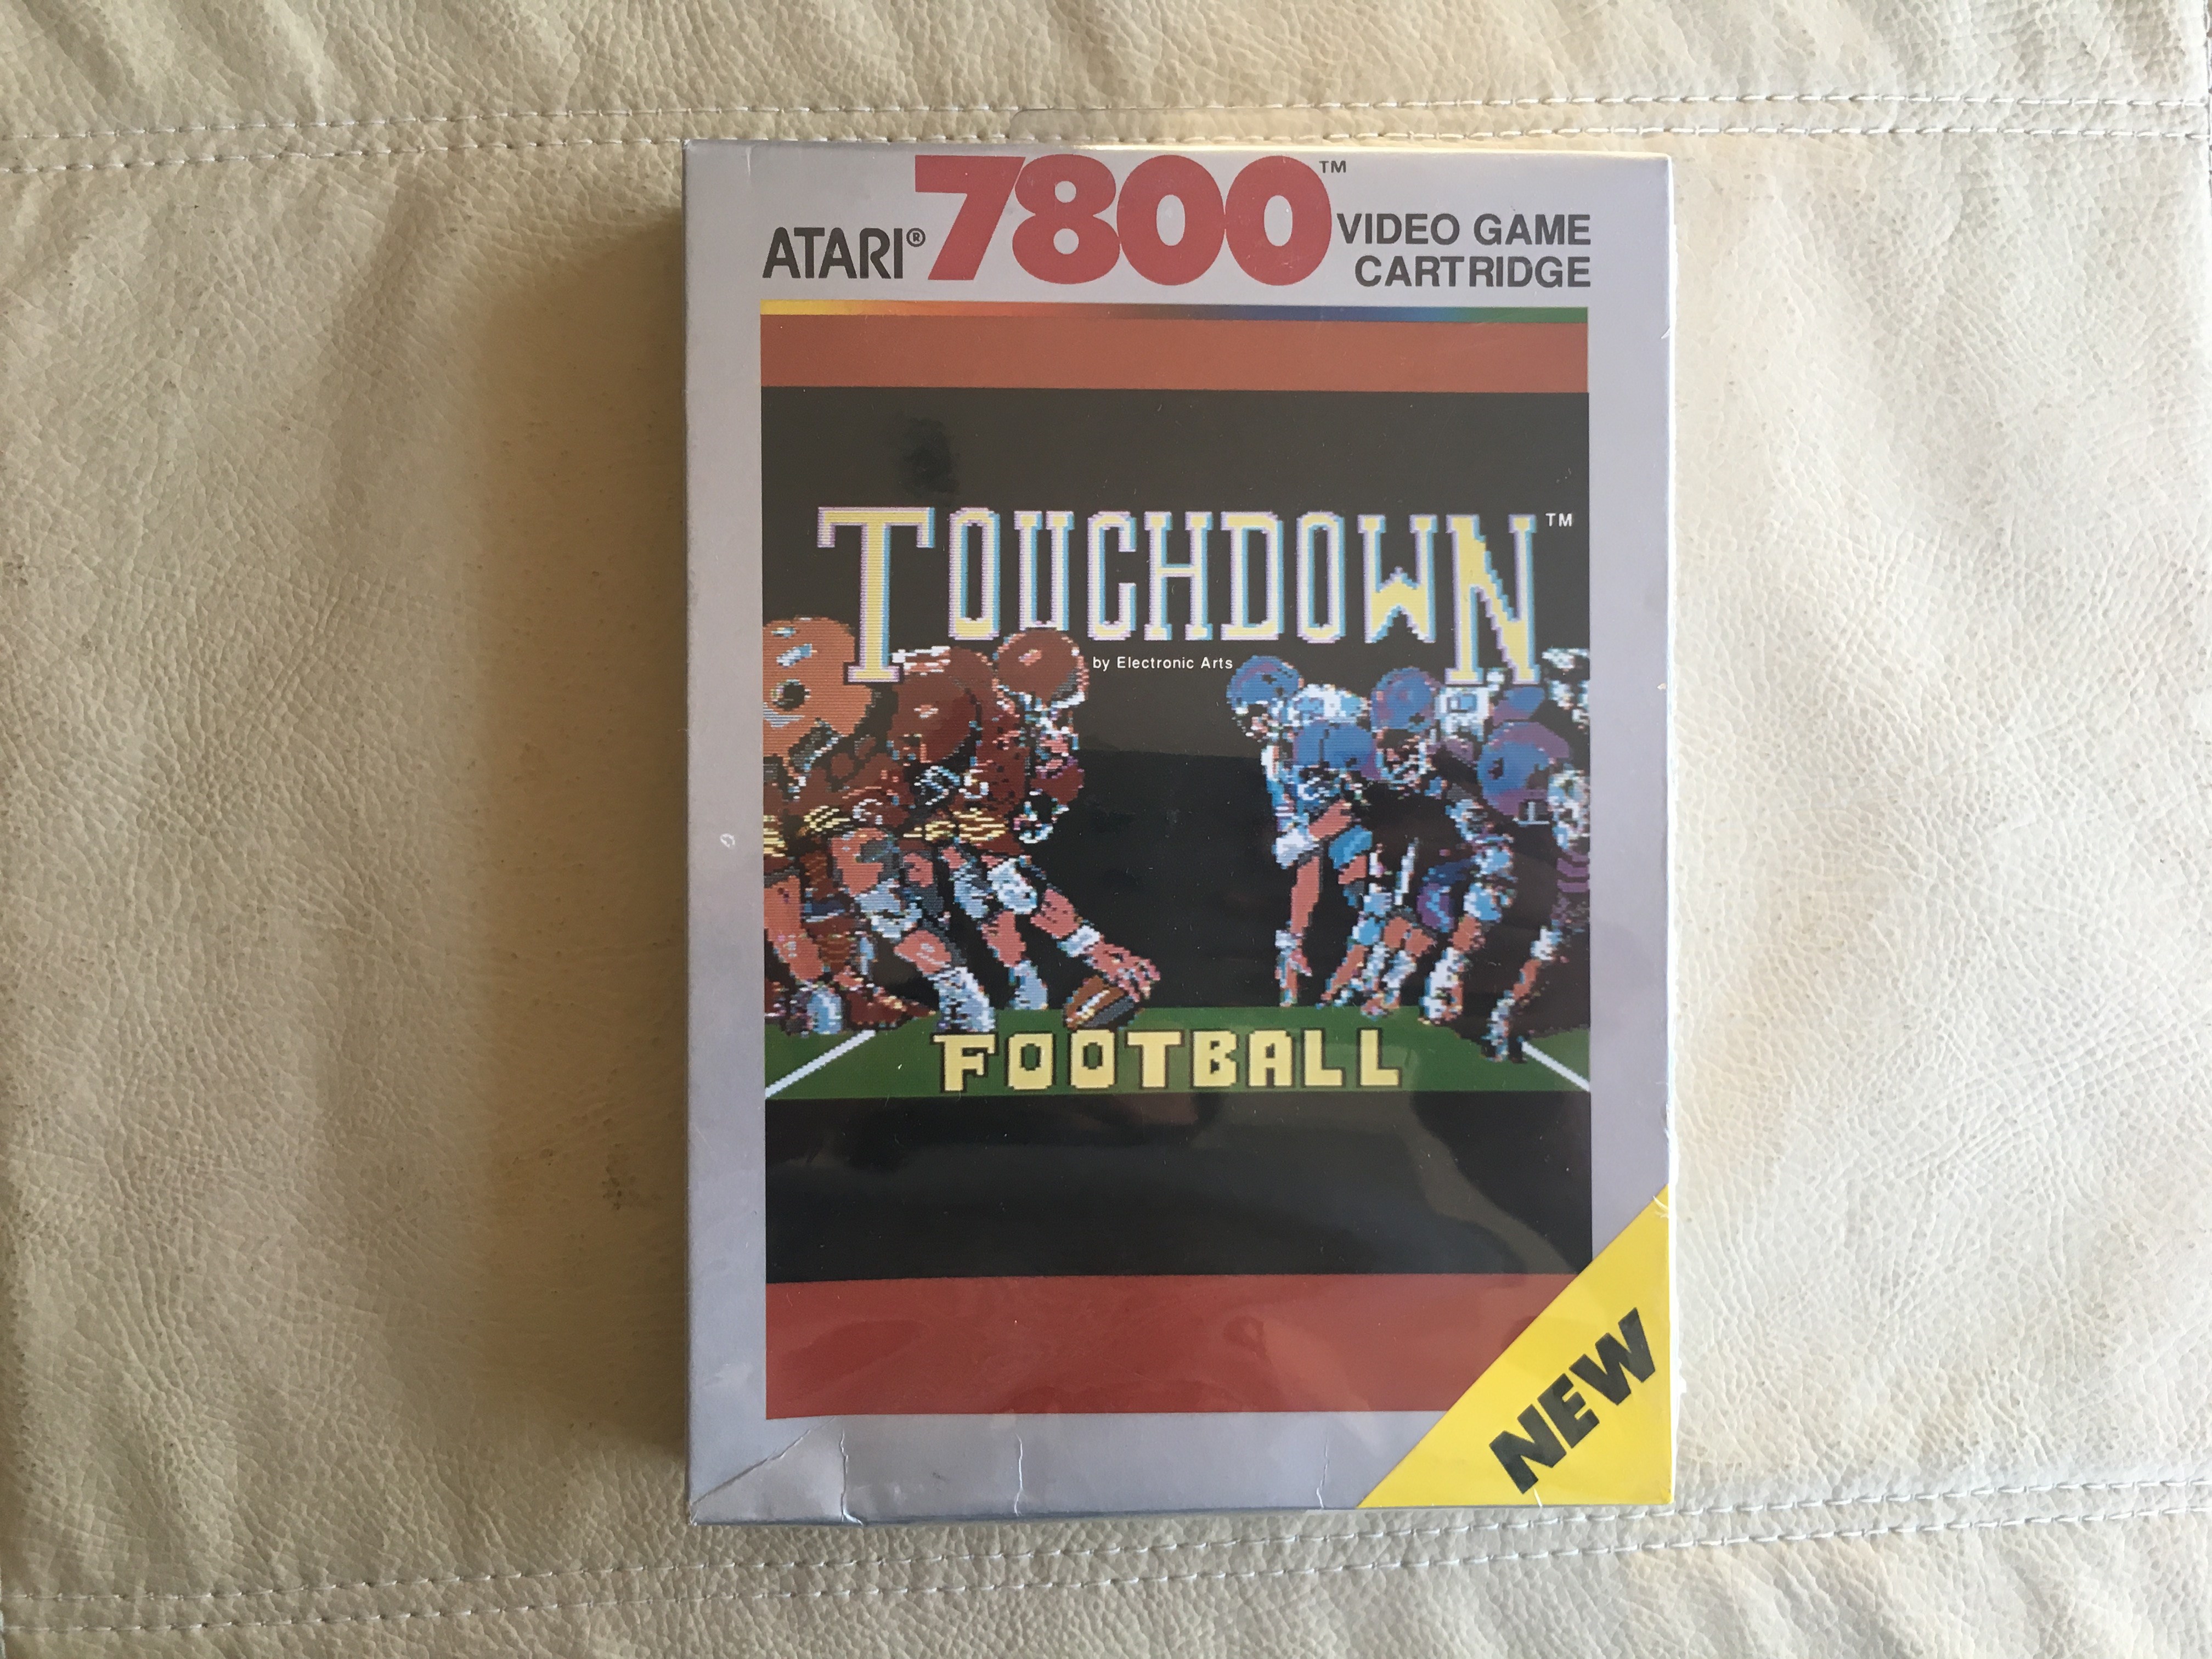 ATARI® 7800™ VIDEO GAME
CARTRIDGE
TOUCHDOWN™
by Electronic Arts
FOOTBALL
NEW